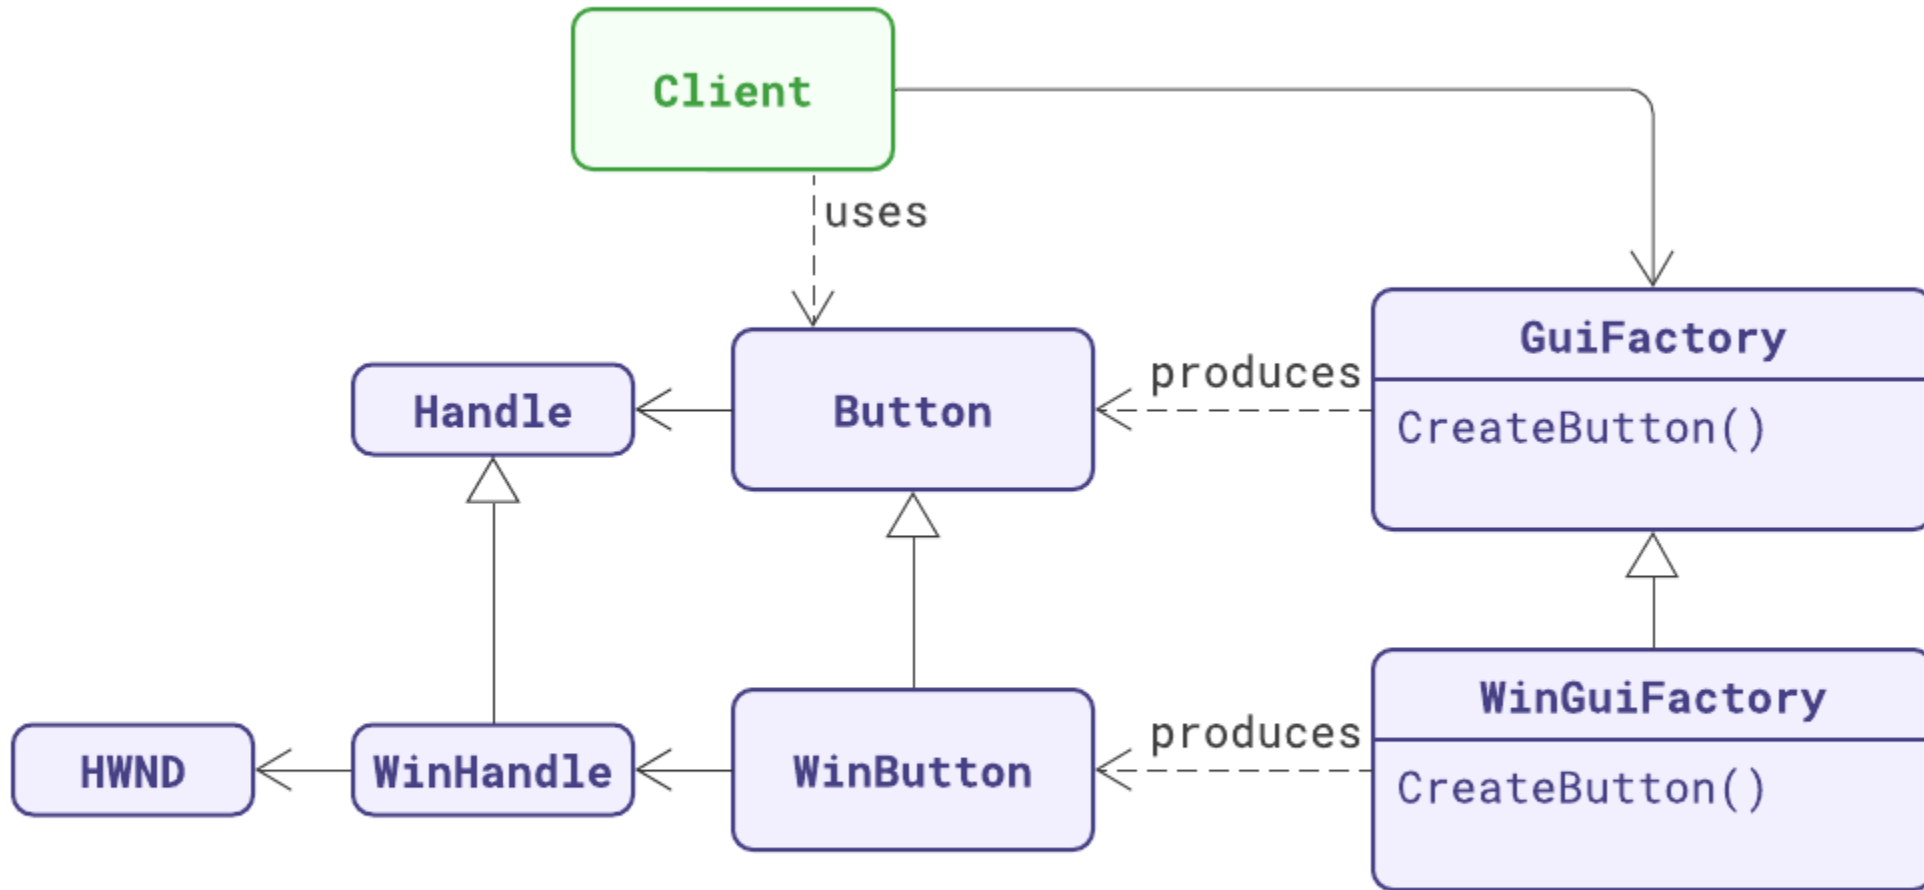 Client
uses
GuiFactory
produces
CreateButton()
Handle
Button
WinGuiFactory
produces
CreateButton()
HWND
WinHandle
WinButton